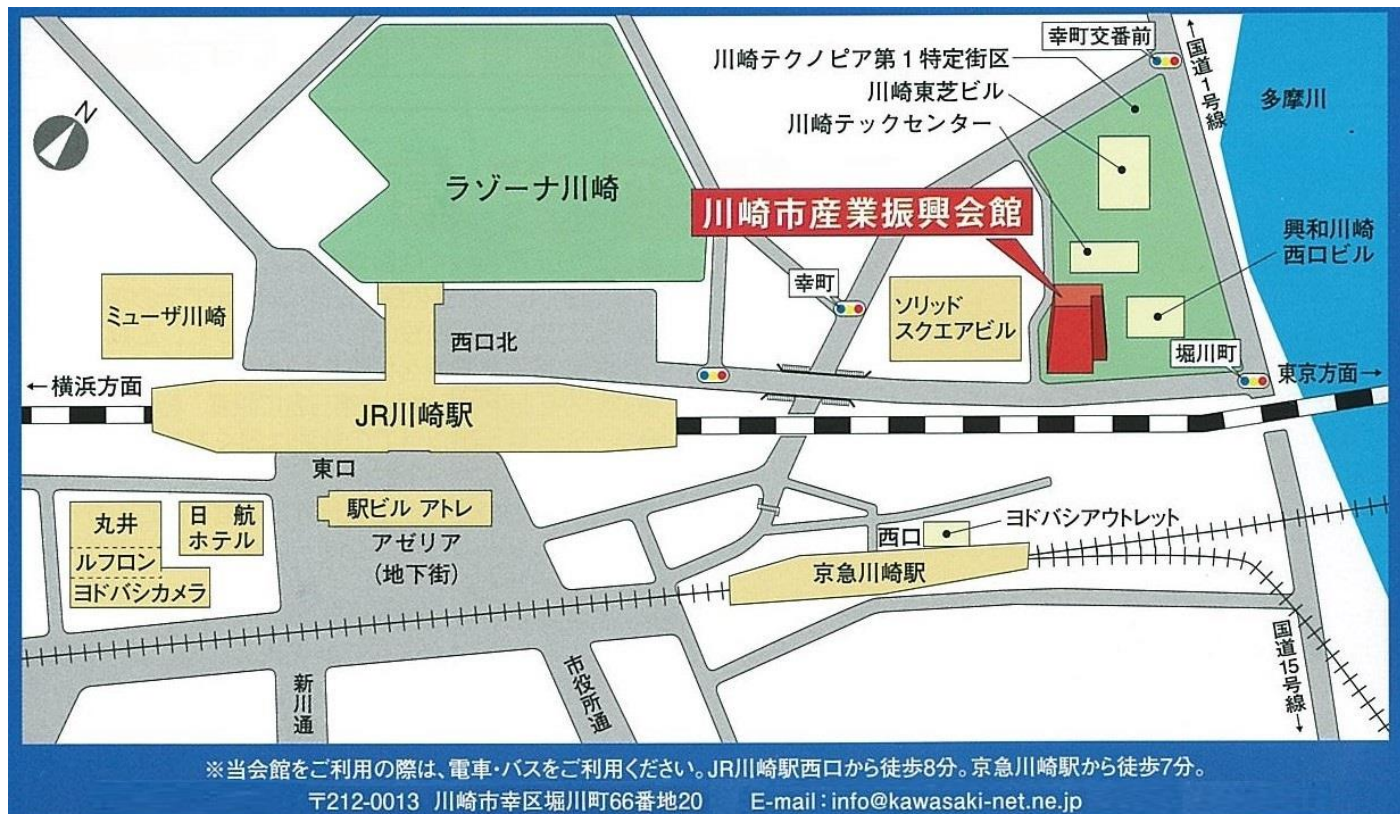 幸町交番前
↑国道1号線
川崎テクノピア第1特定街区
川崎東芝ビル
川崎テックセンター
多摩川
N
ラゾーナ川崎
川崎市産業振興会館
興和川崎
西口ビル
幸町
ミューザ川崎
ソリッド
スクエアビル
西口北
堀川町
←横浜方面
東京方面→
JR川崎駅
東口
駅ビル アトレ
丸井
日航
ホテル
ルフロン
ヨドバシカメラ
アゼリア
(地下街)
西口
ヨドバシアウトレット
京急川崎駅
新川通
市役所通
国道15号線→
※当会館をご利用の際は、電車・バスをご利用ください。JR川崎駅西口から徒歩8分。京急川崎駅から徒歩7分。
〒212-0013 川崎市幸区堀川町66番地20 E-mail:info@kawasaki-net.ne.jp